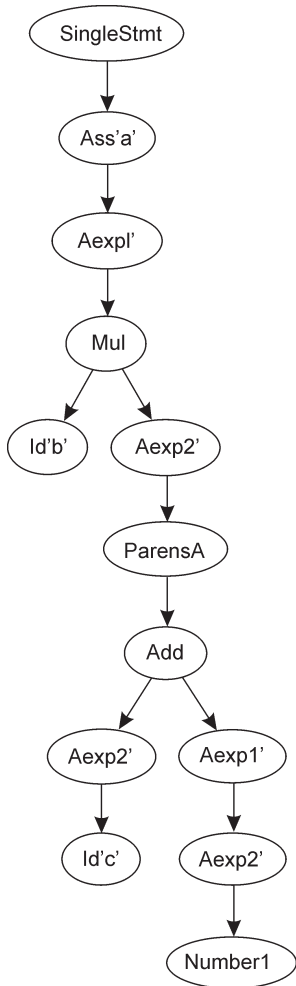 SingleStmt
Ass’a’
Aexpl’
Mul
Id’b’
Aexp2’
ParensA
Add
Aexp2’
Aexp1’
Id’c’
Aexp2’
Number1